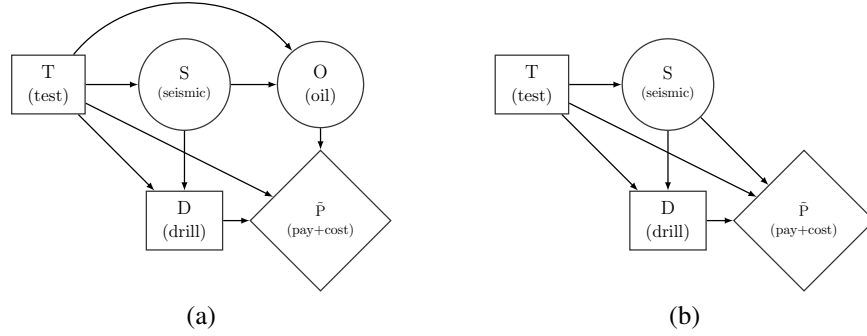 T
(test)
S
(seismic)
O
(oil)
D
(drill)
P̄
(pay+cost)
(a)
T
(test)
S
(seismic)
D
(drill)
P̄
(pay+cost)
(b)